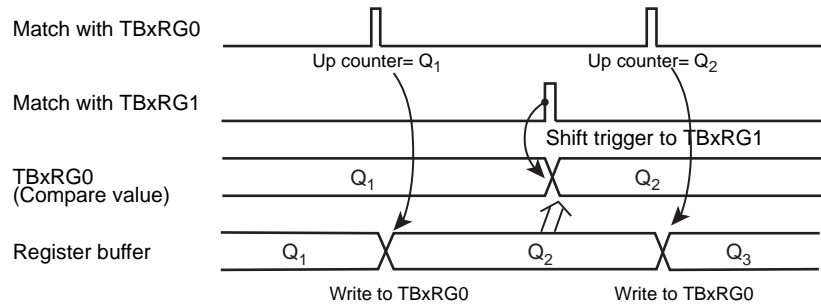 Match with TBxRG0
Up counter= Q1 Up counter= Q2
Match with TBxRG1
Shift trigger to TBxRG1
TBxRG0
(Compare value)
Q1 Q2
Register buffer Q1 Q2 Q3
Write to TBxRG0 Write to TBxRG0